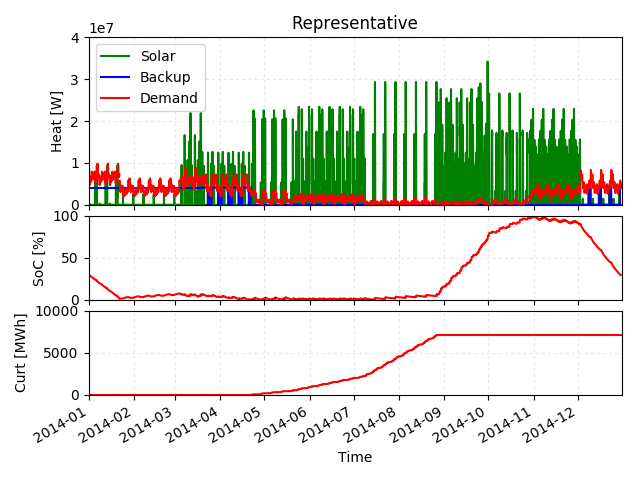 Representative
1e7
4
3
2
1
0
Heat [W]
Solar
Backup
Demand
100
50
0
SoC [%]
10000
5000
0
Curt [MWh]
2014-01
2014-02
2014-03
2014-04
2014-05
2014-06
2014-07
2014-08
2014-09
2014-10
2014-11
2014-12
Time